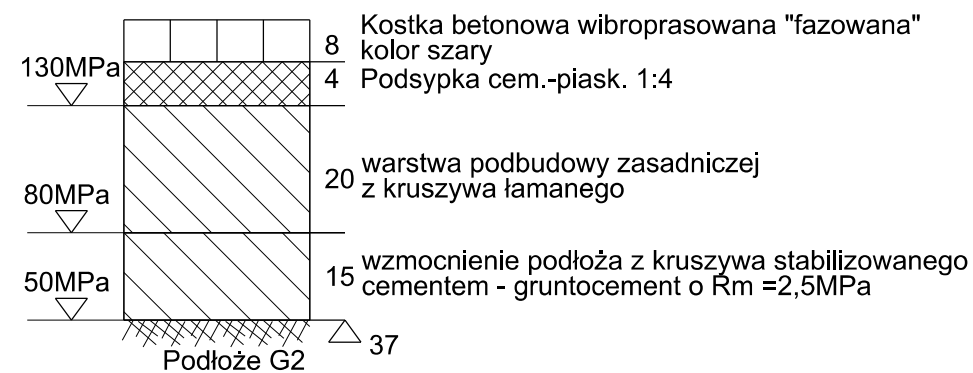 8 Kostka betonowa wibroprasowana "fazowana"
kolor szary
130MPa
4 Podsypka cem.-piask. 1:4
20 warstwa podbudowy zasadniczej
z kruszywa łamanego
80MPa
15 wzmocnienie podłoża z kruszywa stabilizowanego
cementem - gruntocement o Rm =2,5MPa
50MPa
37
Podłoże G2